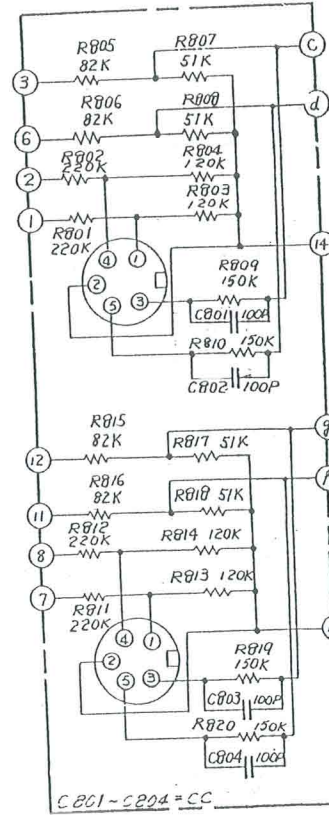 R805
82K
R807
51K
C
3
R806
82K
R808
51K
d
6
R802
220K
R804
120K
2
R803
120K
1
R801
220K
14
4
1
2
5
3
R809
150K
C801
100P
R810
150K
C802
100P
R815
82K
R817 51K
g
12
R816
82K
R818 51K
11
R812
220K
R814 120K
8
R813 120K
7
R811
220K
4
1
2
5
3
R819
150K
C803
100P
R820
150K
C804
100P
C801~C804=CC